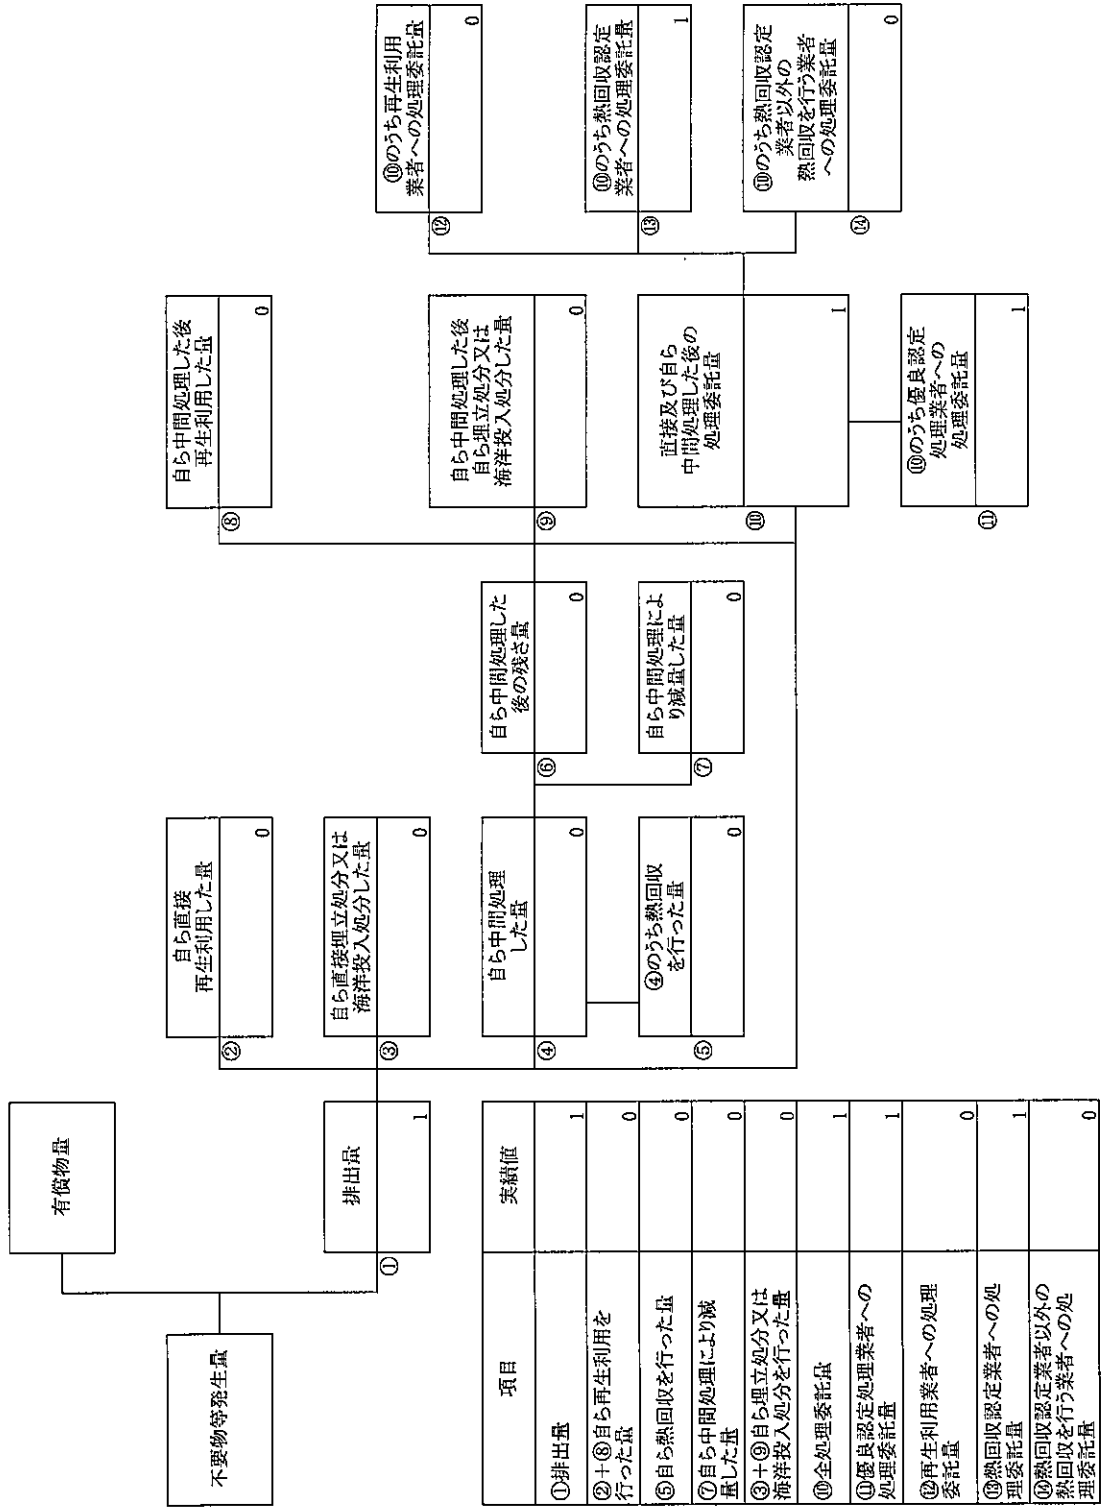 不要物等発生量
有償物量
①
排出量
1
②
自ら直接
再生利用した量
0
③
自ら直接埋立処分又は
海洋投入処分した量
0
④
自ら中間処理
した量
0
⑤
④のうち熱回収
を行った量
0
⑥
自ら中間処理した
後の残さ量
0
⑦
自ら中間処理によ
り減量した量
0
⑧
自ら中間処理した後
再生利用した量
0
⑨
自ら中間処理した後
自ら埋立処分又は
海洋投入処分した量
0
⑩
直接及び自ら
中間処理した後の
処理委託量
1
⑪
⑩のうち優良認定
処理業者への
処理委託量
1
⑫
⑩のうち再生利用
業者への処理委託量
0
⑬
⑩のうち熱回収認定
業者への処理委託量
1
⑭
⑩のうち熱回収認定
業者以外の
熱回収を行う業者
への処理委託量
0
項目 実績値
①排出量 1
②+⑧自ら再生利用を
行った量 0
⑤自ら熱回収を行った量 0
⑦自ら中間処理により減
量した量 0
③+⑨自ら埋立処分又は
海洋投入処分を行った量 0
⑩全処理委託量 1
⑪優良認定処理業者への
処理委託量 1
⑫再生利用業者への処理
委託量 0
⑬熱回収認定業者への処
理委託量 1
⑭熱回収認定業者以外の
熱回収を行う業者への処
理委託量 0